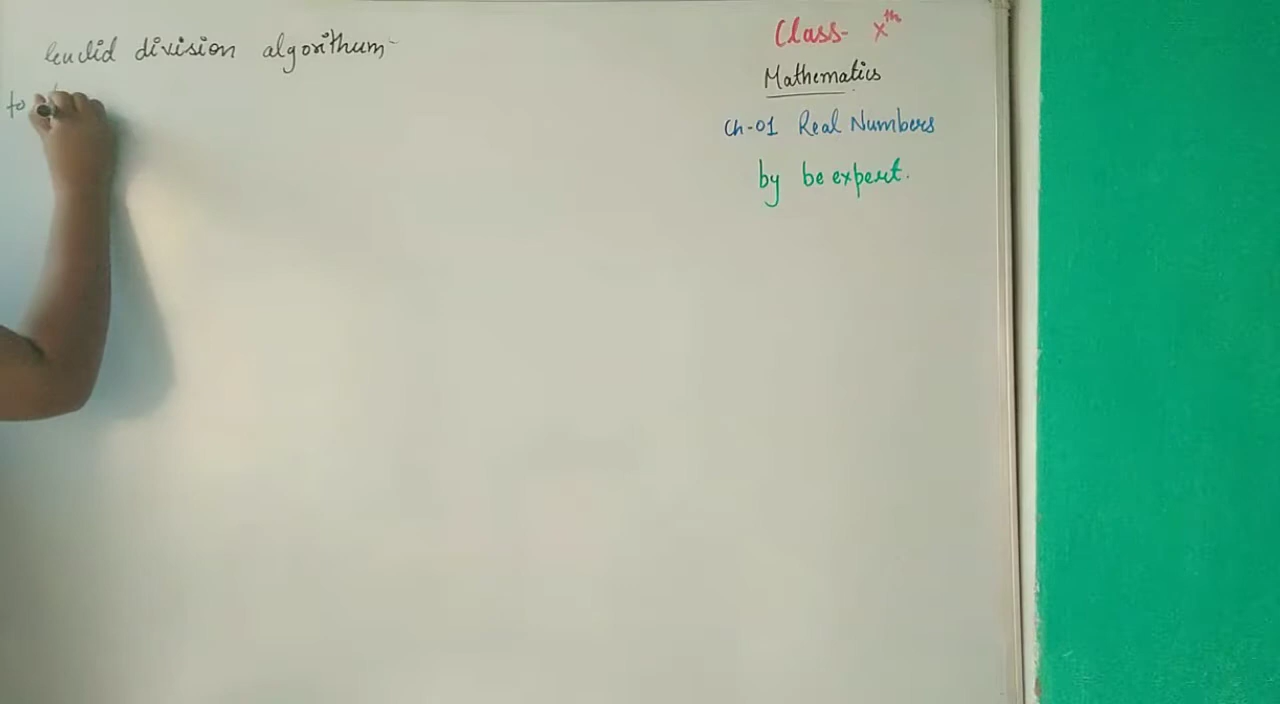 Euclid division algorithum-
to
Class- Xth
Mathematics
Ch-01 Real Numbers
by be expert.